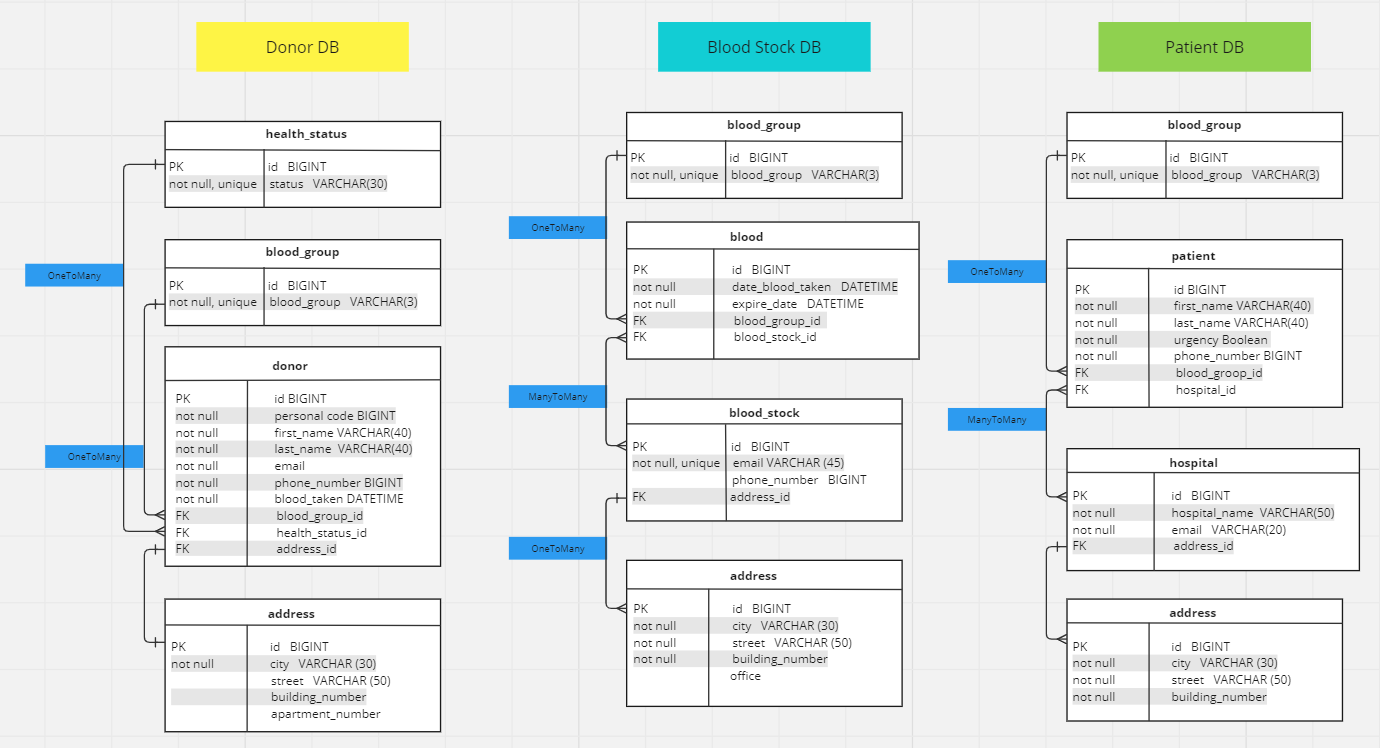 Donor DB
health_status
PK id BIGINT
not null, unique status VARCHAR(30)
OneToMany
blood_group
PK id BIGINT
not null, unique blood_group VARCHAR(3)
donor
PK id BIGINT
not null personal code BIGINT
not null first_name VARCHAR(40)
not null last_name VARCHAR(40)
OneToMany
not null email
not null phone_number BIGINT
not null blood_taken DATETIME
FK blood_group_id
FK health_status_id
FK address_id
address
PK id BIGINT
not null city VARCHAR (30)
street VARCHAR (50)
building_number
apartment_number
Blood Stock DB
blood_group
PK id BIGINT
not null, unique blood_group VARCHAR(3)
OneToMany
blood
PK id BIGINT
not null date_blood_taken DATETIME
not null expire_date DATETIME
FK blood_group_id
FK blood_stock_id
ManyToMany
blood_stock
PK id BIGINT
not null, unique email VARCHAR (45)
phone_number BIGINT
FK address_id
OneToMany
address
PK id BIGINT
not null city VARCHAR (30)
not null street VARCHAR (50)
not null building_number
office
Patient DB
blood_group
PK id BIGINT
not null, unique blood_group VARCHAR(3)
OneToMany
patient
PK id BIGINT
not null first_name VARCHAR(40)
not null last_name VARCHAR(40)
not null urgency Boolean
not null phone_number BIGINT
FK blood_groop_id
FK hospital_id
ManyToMany
hospital
PK id BIGINT
not null hospital_name VARCHAR(50)
not null email VARCHAR(20)
FK address_id
address
PK id BIGINT
not null city VARCHAR (30)
not null street VARCHAR (50)
not null building_number